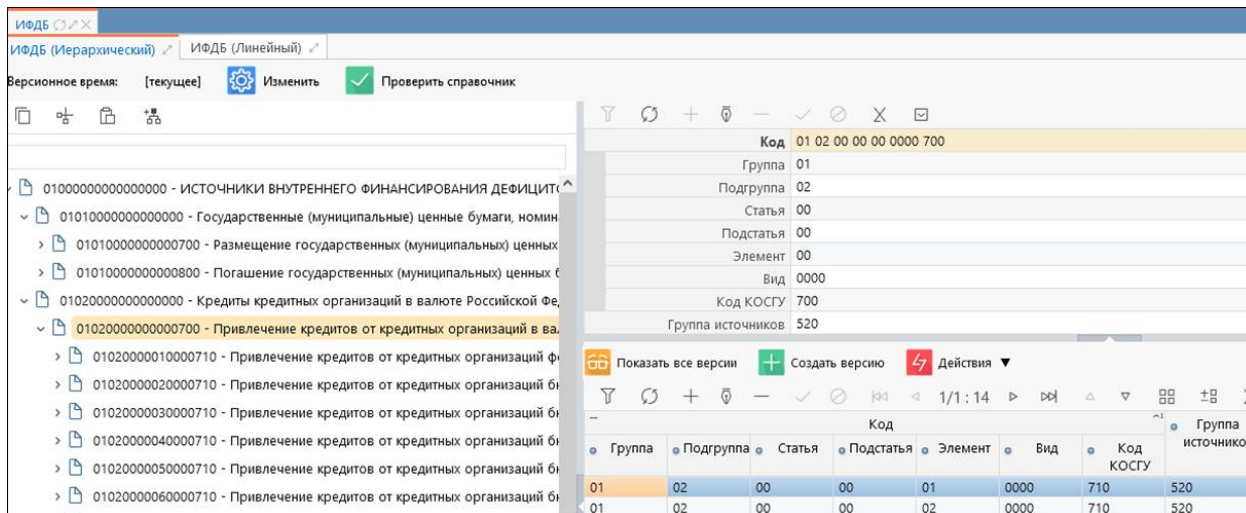 ИФДБ
ИФДБ (Иерархический) ИФДБ (Линейный)
Версионное время: [текущее] Изменить Проверить справочник
Код 01 02 00 00 00 0000 700
Группа 01
Подгруппа 02
Статья 00
Подстатья 00
Элемент 00
Вид 0000
Код КОСГУ 700
Группа источников 520
01000000000000000 - ИСТОЧНИКИ ВНУТРЕННЕГО ФИНАНСИРОВАНИЯ ДЕФИЦИТО
01010000000000000 - Государственные (муниципальные) ценные бумаги, номин
01010000000000700 - Размещение государственных (муниципальных) ценных
01010000000000800 - Погашение государственных (муниципальных) ценных б
01020000000000000 - Кредиты кредитных организаций в валюте Российской Фе
01020000000000700 - Привлечение кредитов от кредитных организаций в ва
01020000010000710 - Привлечение кредитов от кредитных организаций ф
01020000020000710 - Привлечение кредитов от кредитных организаций б
01020000030000710 - Привлечение кредитов от кредитных организаций б
01020000040000710 - Привлечение кредитов от кредитных организаций б
01020000050000710 - Привлечение кредитов от кредитных организаций б
01020000060000710 - Привлечение кредитов от кредитных организаций б
Показать все версии Создать версию Действия
1/1 : 14
Код
Группа Подгруппа Статья Подстатья Элемент Вид Код КОСГУ Группа источнико
01 02 00 00 01 0000 710 520
01 02 00 00 02 0000 710 520